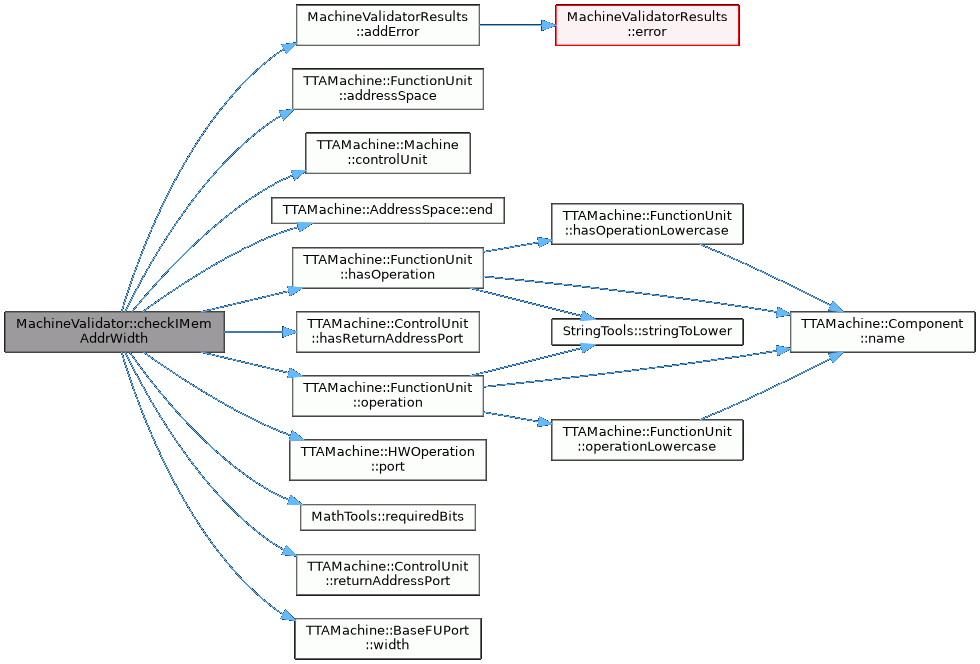 MachineValidator::checkIMem
AddrWidth
MachineValidatorResults
::addError
MachineValidatorResults
::error
TTAMachine::FunctionUnit
::addressSpace
TTAMachine::Machine
::controlUnit
TTAMachine::AddressSpace::end
TTAMachine::FunctionUnit
::hasOperation
TTAMachine::FunctionUnit
::hasOperationLowercase
TTAMachine::ControlUnit
::hasReturnAddressPort
StringTools::stringToLower
TTAMachine::Component
::name
TTAMachine::FunctionUnit
::operation
TTAMachine::FunctionUnit
::operationLowercase
TTAMachine::HWOperation
::port
MathTools::requiredBits
TTAMachine::ControlUnit
::returnAddressPort
TTAMachine::BaseFUPort
::width